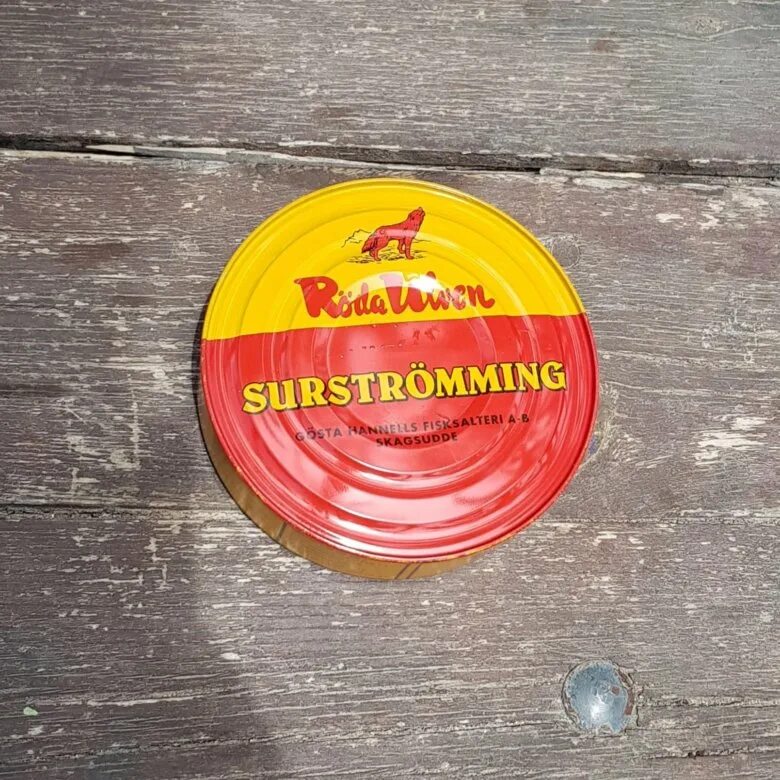 Röda Ulven
SURSTRÖMMING
GÖSTA HANNELLS FISKSALTERI A-B
SKAGSUDDE